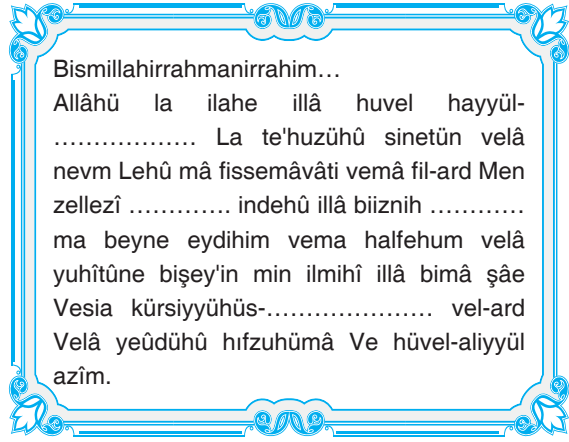 Bismillahirrahmanirrahim…
Allâhü la ilahe illâ huvel hayyül-
……………… La te'huzühû sinetün velâ
nevm Lehû mâ fissemâvâti vemâ fil-ard Men
zellezî …………. indehû illâ biiznih …………
ma beyne eydihim vema halfehum velâ
yuhîtûne bişey'in min ilmihî illâ bimâ şâe
Vesia kürsiyyühüs-………………… vel-ard
Velâ yeûdühû hıfzuhümâ Ve hüvel-aliyyül
azîm.